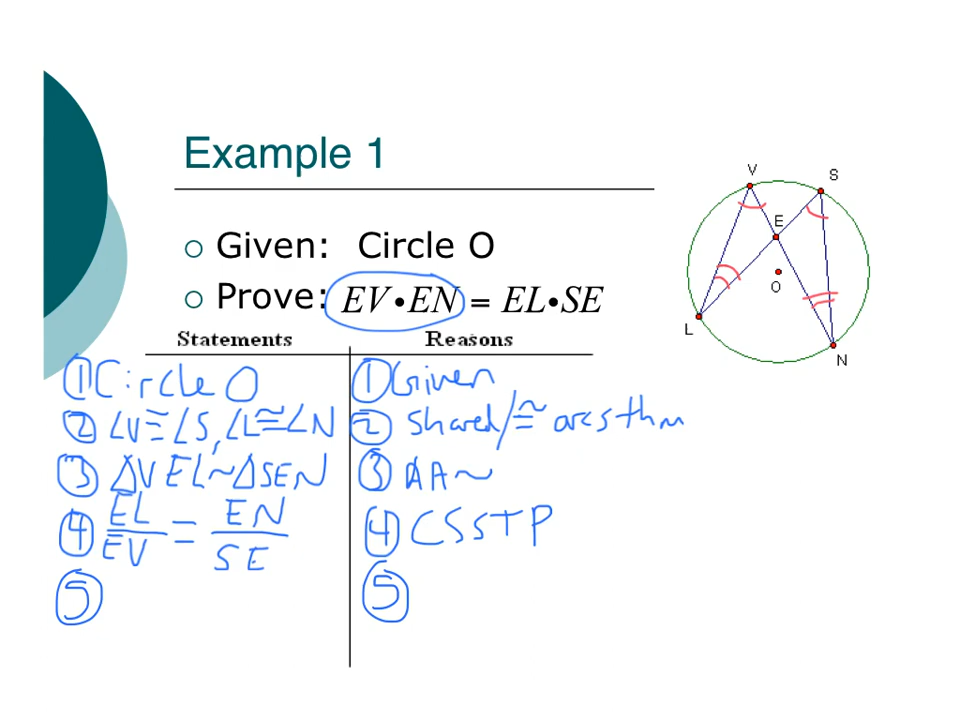 Example 1
Given: Circle O
Prove: EV•EN = EL•SE
Statements Reasons
① Circle O ① Given
② ∠V≅∠S, ∠L≅∠N ② Shared/≅ arcs thm
③ △VEL~△SEN ③ AA~
④ EL/EV = EN/SE ④ CSSTP
⑤ ⑤
V
S
E
O
L
N